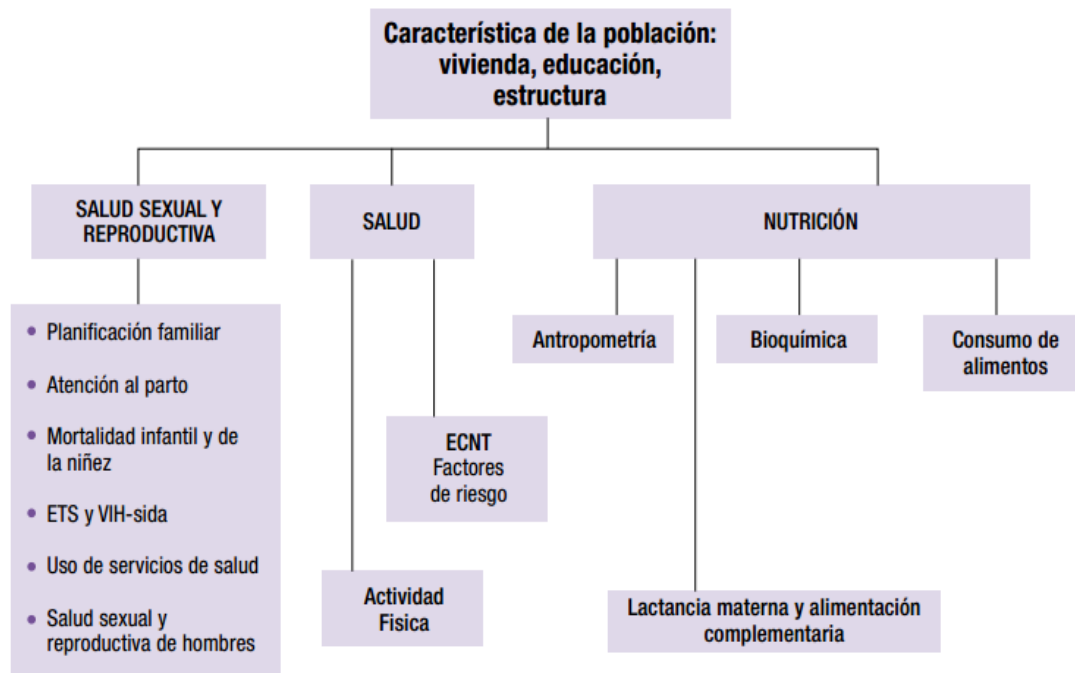 Característica de la población:
vivienda, educación,
estructura
SALUD SEXUAL Y
REPRODUCTIVA
SALUD
NUTRICIÓN
• Planificación familiar
• Atención al parto
• Mortalidad infantil y de
la niñez
• ETS y VIH-sida
• Uso de servicios de salud
• Salud sexual y
reproductiva de hombres
ECNT
Factores
de riesgo
Actividad
Fisica
Antropometría
Bioquímica
Consumo de
alimentos
Lactancia materna y alimentación
complementaria